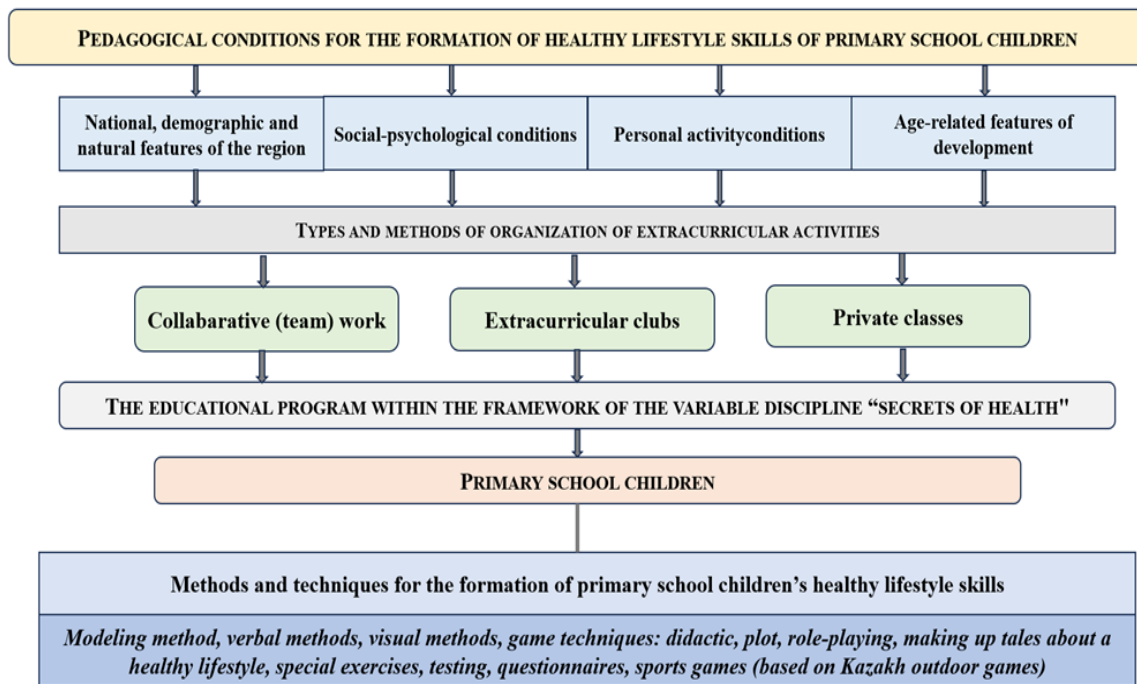 PEDAGOGICAL CONDITIONS FOR THE FORMATION OF HEALTHY LIFESTYLE SKILLS OF PRIMARY SCHOOL CHILDREN
National, demographic and
natural features of the region
Social-psychological conditions
Personal activityconditions
Age-related features of
development
TYPES AND METHODS OF ORGANIZATION OF EXTRACURRICULAR ACTIVITIES
Collabarative (team) work
Extracurricular clubs
Private classes
THE EDUCATIONAL PROGRAM WITHIN THE FRAMEWORK OF THE VARIABLE DISCIPLINE “SECRETS OF HEALTH"
PRIMARY SCHOOL CHILDREN
Methods and techniques for the formation of primary school children’s healthy lifestyle skills
Modeling method, verbal methods, visual methods, game techniques: didactic, plot, role-playing, making up tales about a
healthy lifestyle, special exercises, testing, questionnaires, sports games (based on Kazakh outdoor games)